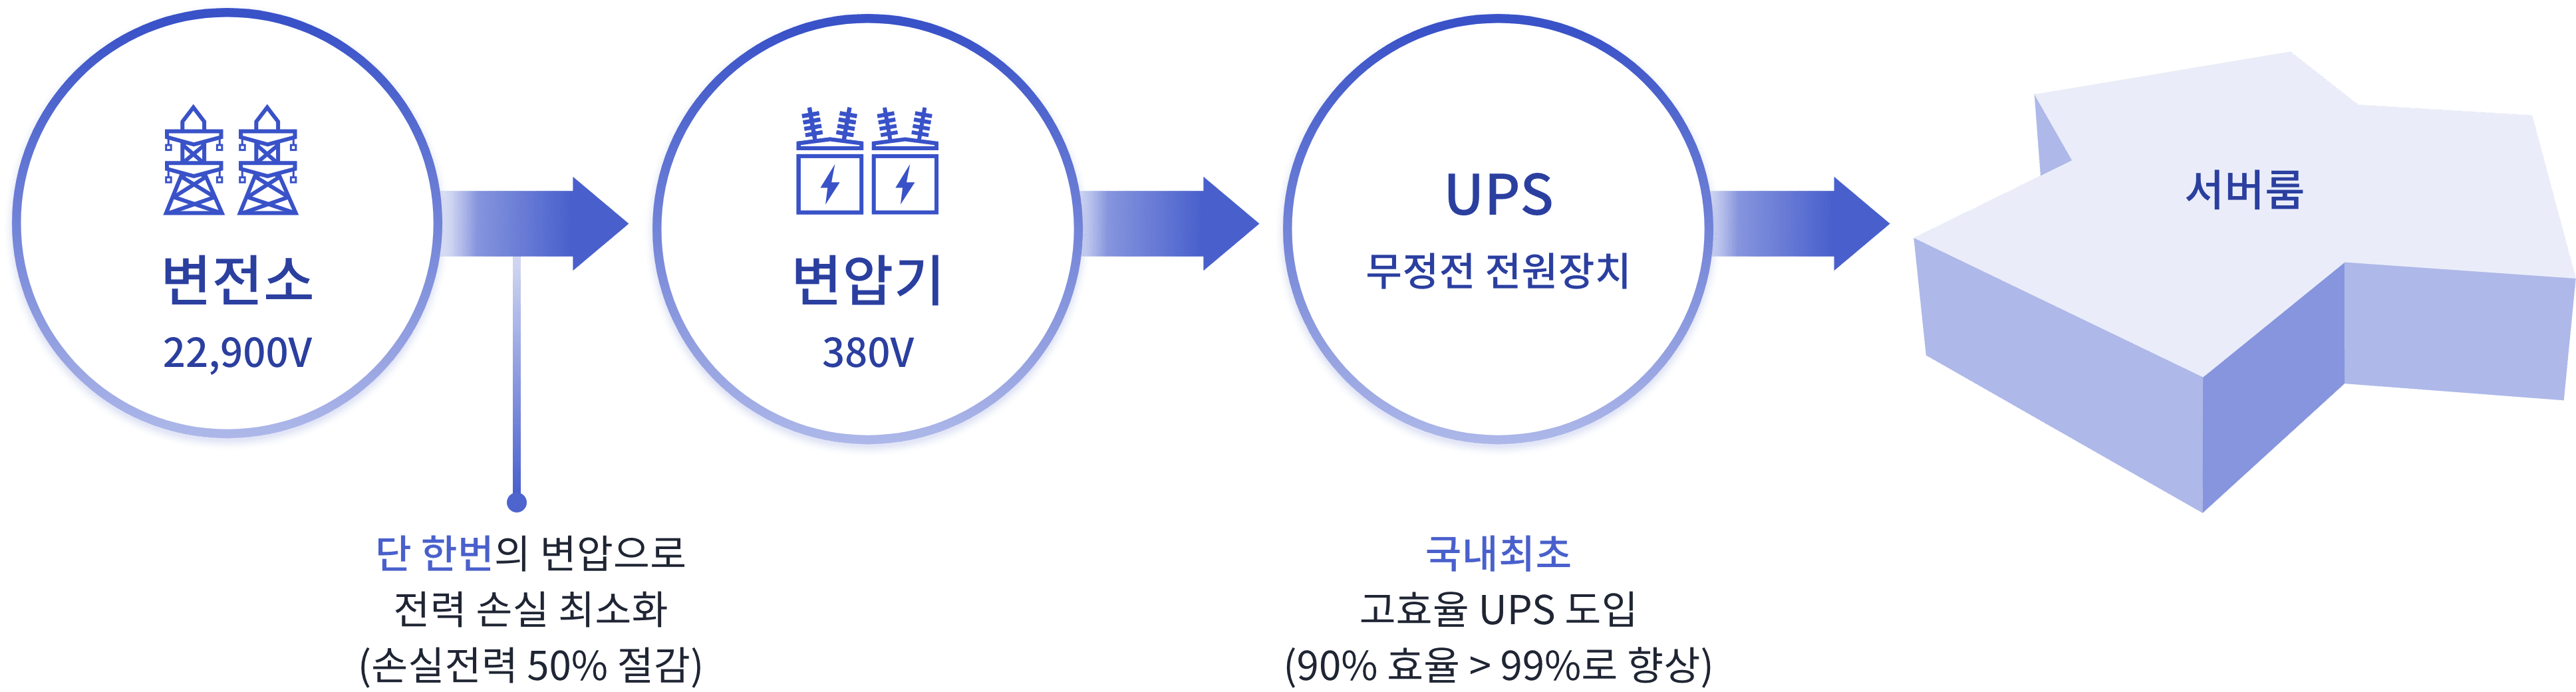 변전소
22,900V
변압기
380V
UPS
무정전 전원장치
서버룸
단 한번의 변압으로
전력 손실 최소화
(손실전력 50% 절감)
국내최초
고효율 UPS 도입
(90% 효율 > 99%로 향상)